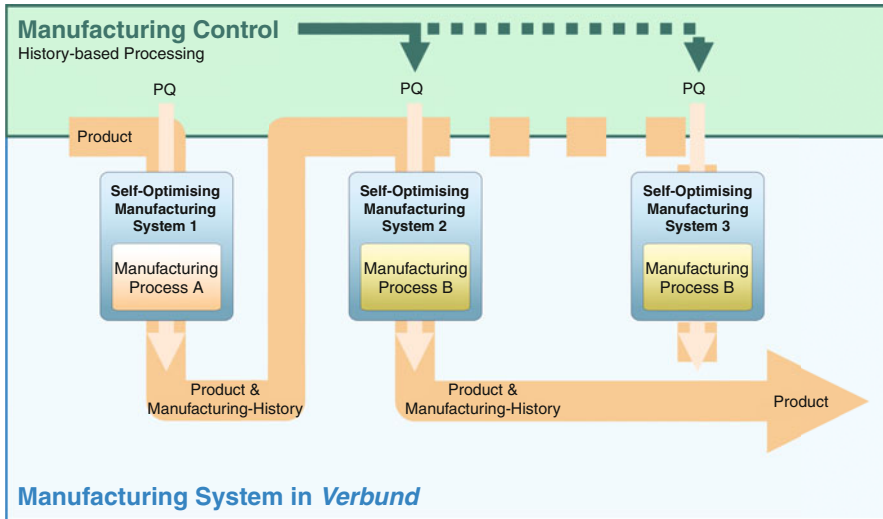 Manufacturing Control
History-based Processing
PQ
PQ
PQ
Product
Self-Optimising
Manufacturing
System 1
Manufacturing
Process A
Self-Optimising
Manufacturing
System 2
Manufacturing
Process B
Self-Optimising
Manufacturing
System 3
Manufacturing
Process B
Product &
Manufacturing-History
Product &
Manufacturing-History
Product
Manufacturing System in Verbund